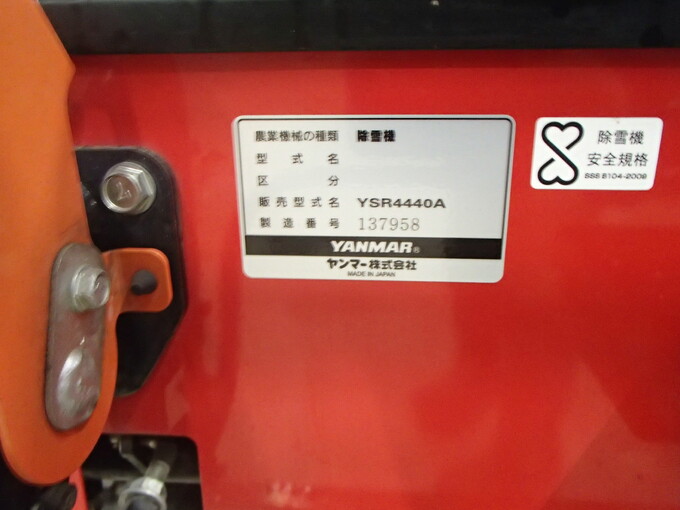 農業機械の種類 除雪機
型式名
区分
販売型式名 YSR4440A
製造番号 137958
YANMAR®
ヤンマー株式会社
MADE IN JAPAN
除雪機
安全規格
SSS B104-2009